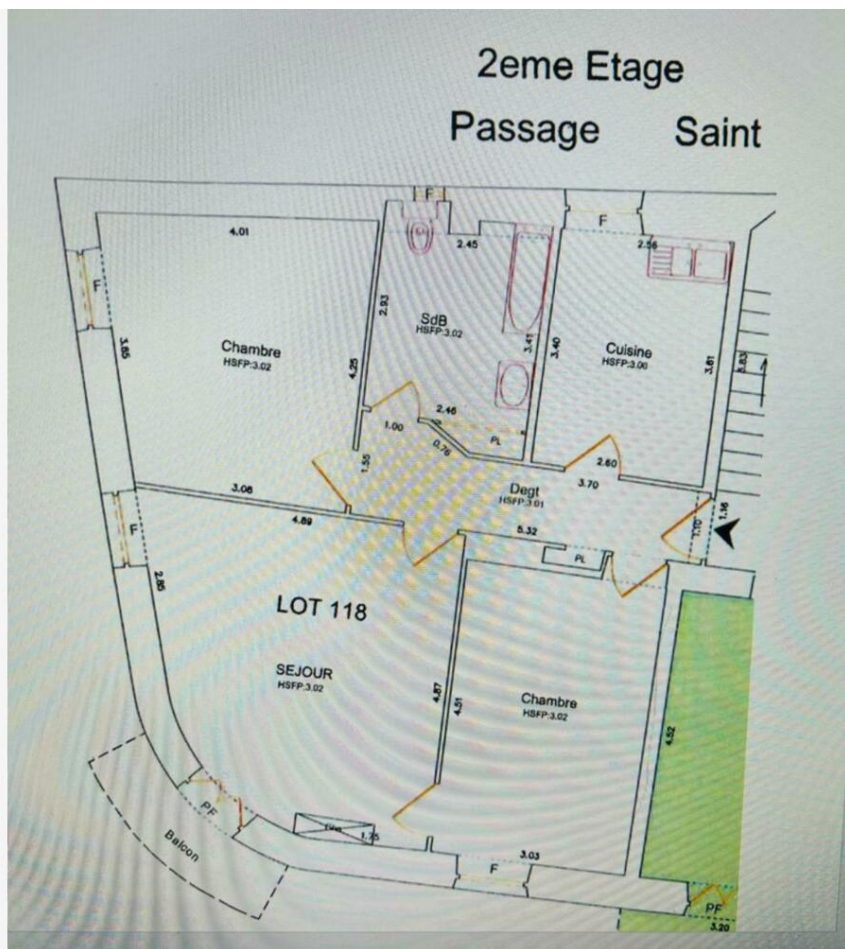 2eme Etage
Passage Saint
F
F
4.01
2.45
2.56
F
2.93
SdB
HSFP:3.02
3.41
3.40
Cuisine
HSFP:3.00
3.61
3.65
Chambre
HSFP:3.02
4.25
2.46
1.00
PL
0.76
1.55
2.60
3.70
Degt
HSFP:3.01
1.10
1.16
3.06
4.69
5.32
PL
F
2.85
LOT 118
SEJOUR
HSFP:3.02
4.87
4.51
Chambre
HSFP:3.02
4.52
PF
Balcon
1.75
3.03
F
PF
3.20